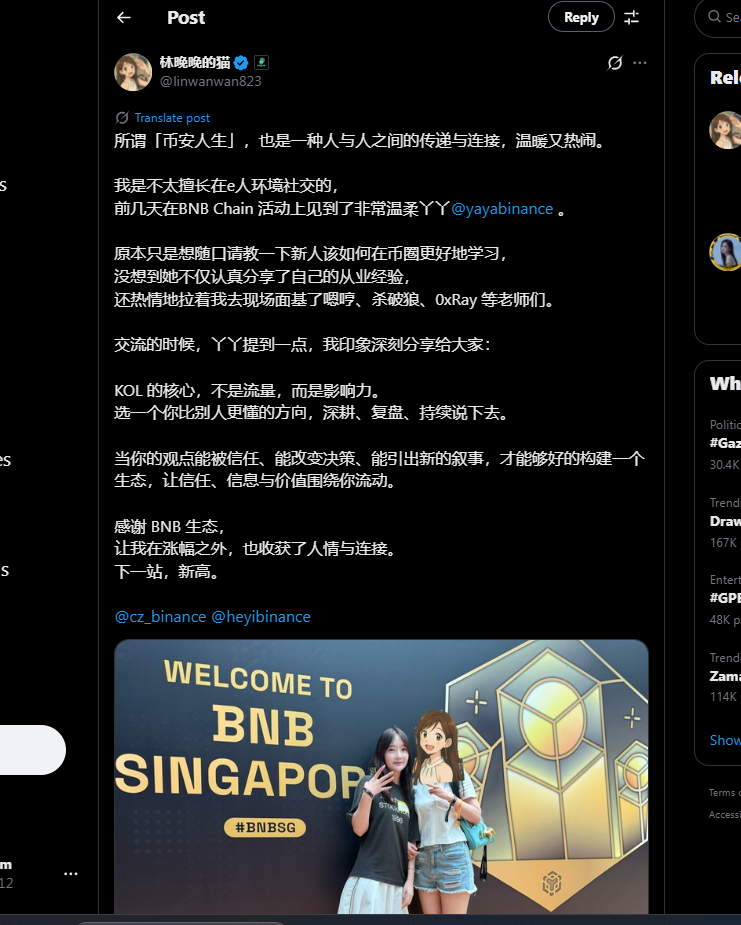 Post
Reply
Se
林晚晚的猫
@linwanwan823
Translate post
所谓「币安人生」，也是一种人与人之间的传递与连接，温暖又热闹。
我是不太擅长在e人环境社交的，
前几天在BNB Chain 活动上见到了非常温柔丫丫@yayabinance 。
原本只是想随口请教一下新人该如何在币圈更好地学习，
没想到她不仅认真分享了自己的从业经验，
还热情地拉着我去现场面基了嗯哼、杀破狼、0xRay 等老师们。
交流的时候，丫丫提到一点，我印象深刻分享给大家：
KOL 的核心，不是流量，而是影响力。
选一个你比别人更懂的方向，深耕、复盘、持续说下去。
当你的观点能被信任、能改变决策、能引出新的叙事，才能够好的构建一个
生态，让信任、信息与价值围绕你流动。
感谢 BNB 生态，
让我在涨幅之外，也收获了人情与连接。
下一站，新高。
@cz_binance @heyibinance
WELCOME TO
BNB
SINGAPOR
#BNBSG
s
es
s
m
12
Rel
Wh
Politic
#Gaz
30.4K
Trend
Draw
167K
Entert
#GPE
48K p
Trend
Zama
114K
Show
Terms o
Accessi